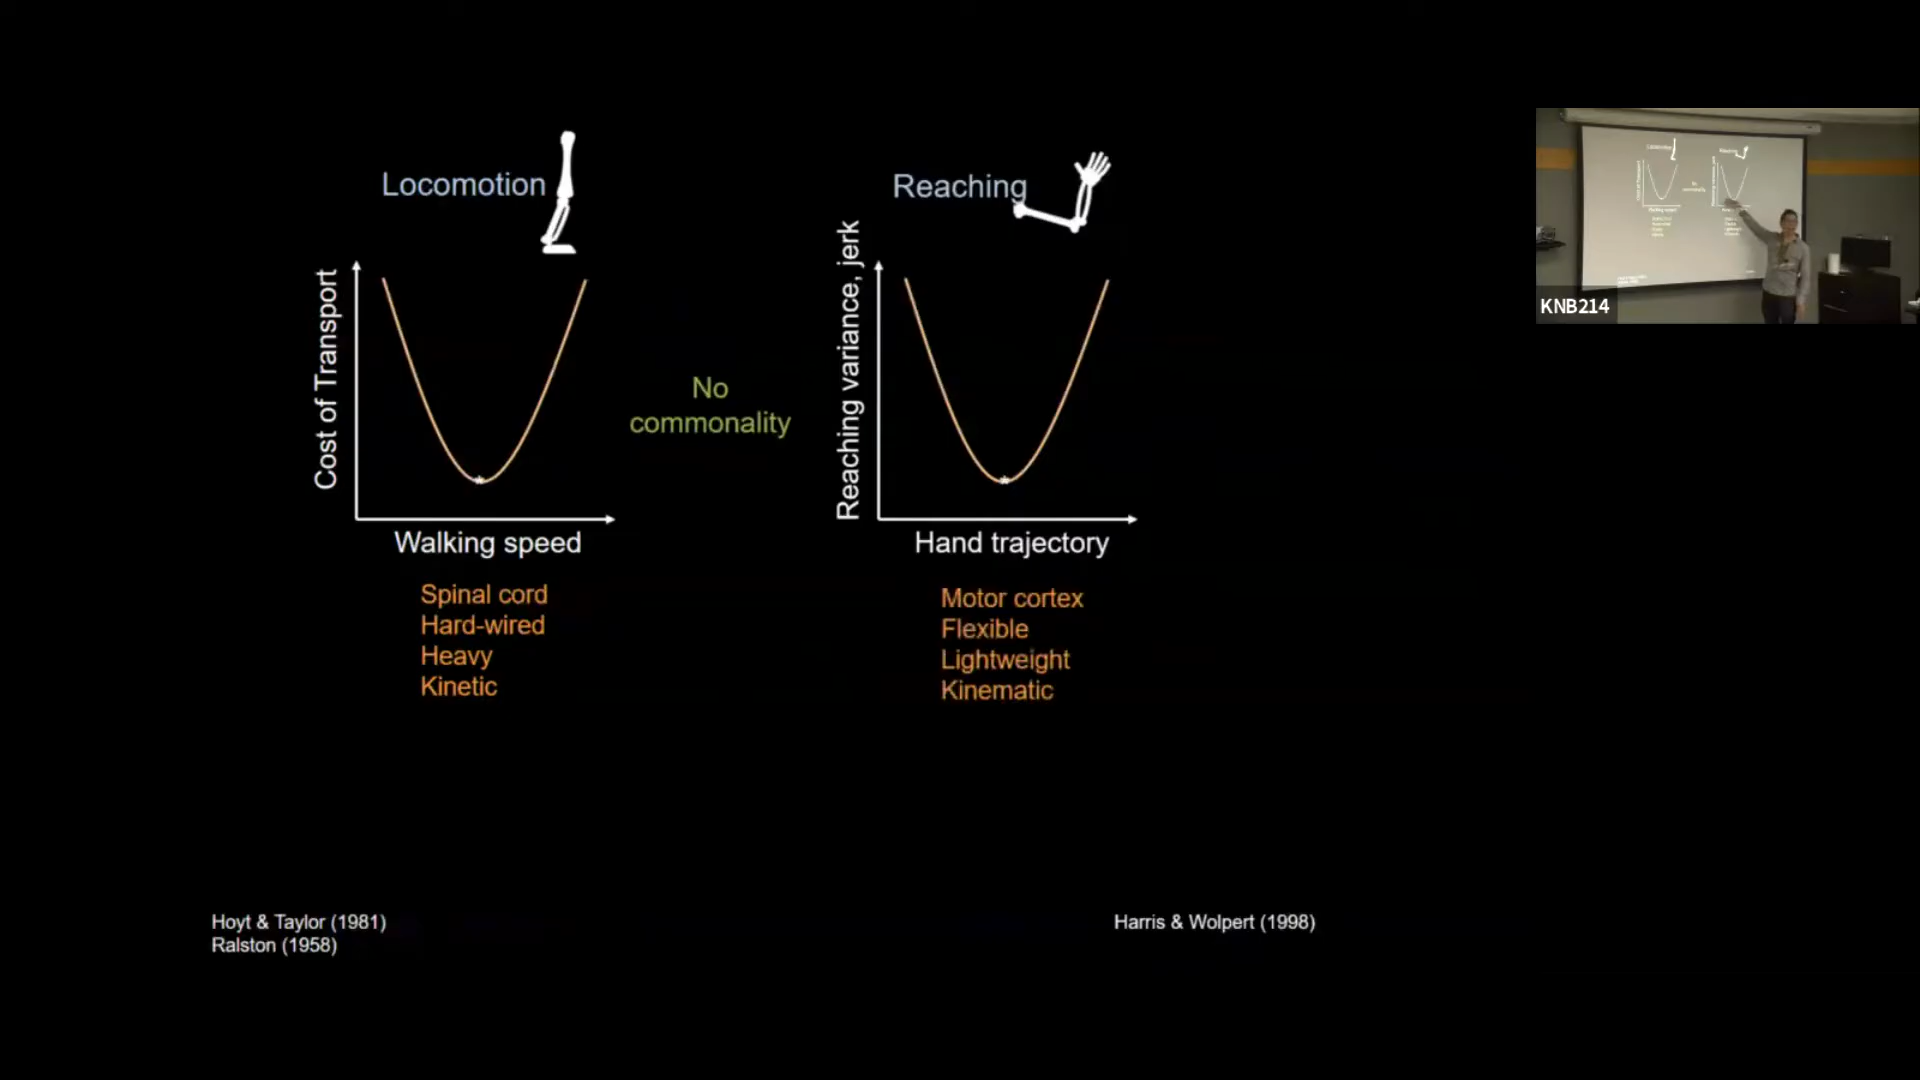 Locomotion
Cost of Transport
Walking speed
Spinal cord
Hard-wired
Heavy
Kinetic
No
commonality
Reaching
Reaching variance, jerk
Hand trajectory
Motor cortex
Flexible
Lightweight
Kinematic
Hoyt & Taylor (1981)
Ralston (1958)
Harris & Wolpert (1998)
KNB214